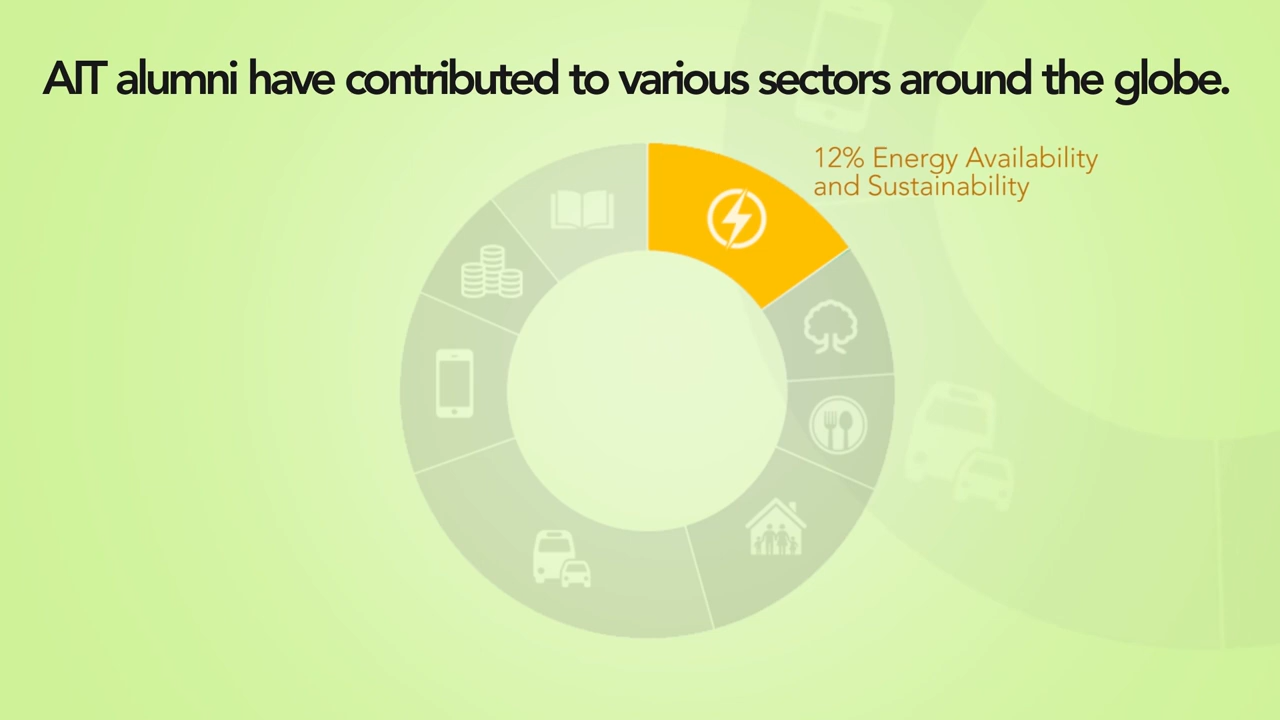 AIT alumni have contributed to various sectors around the globe.
12% Energy Availability
and Sustainability